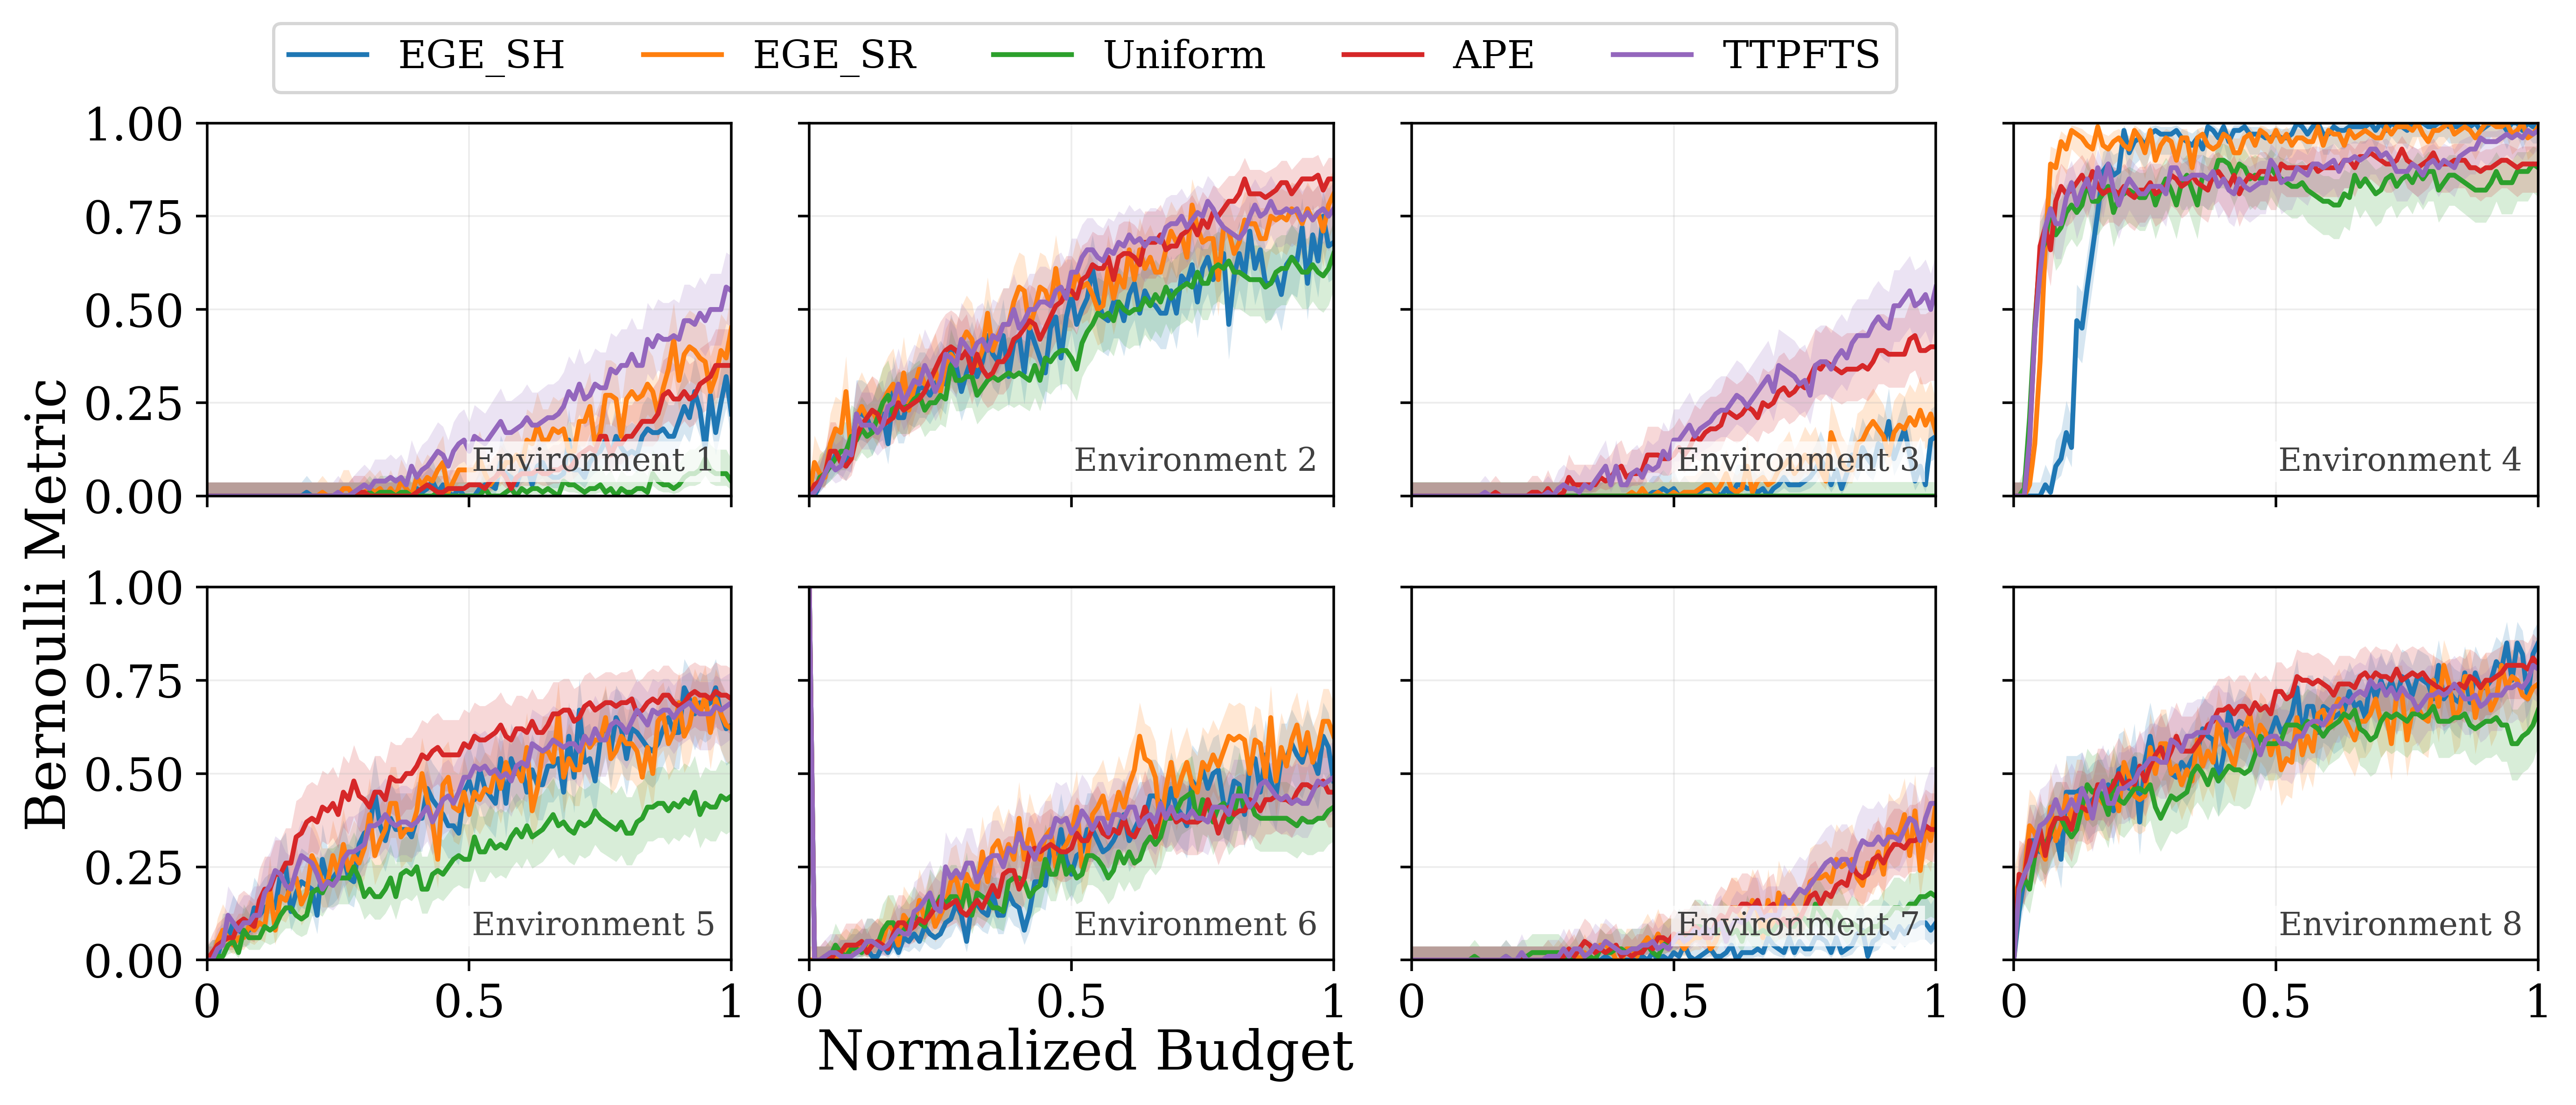 EGE_SH EGE_SR Uniform APE TTPFTS
Bernoulli Metric
1.00
0.75
0.50
0.25
0.00
Environment 1
Environment 2
Environment 3
Environment 4
1.00
0.75
0.50
0.25
0.00
Environment 5
Environment 6
Environment 7
Environment 8
0 0.5 1
0 0.5 1
0 0.5 1
0 0.5 1
Normalized Budget